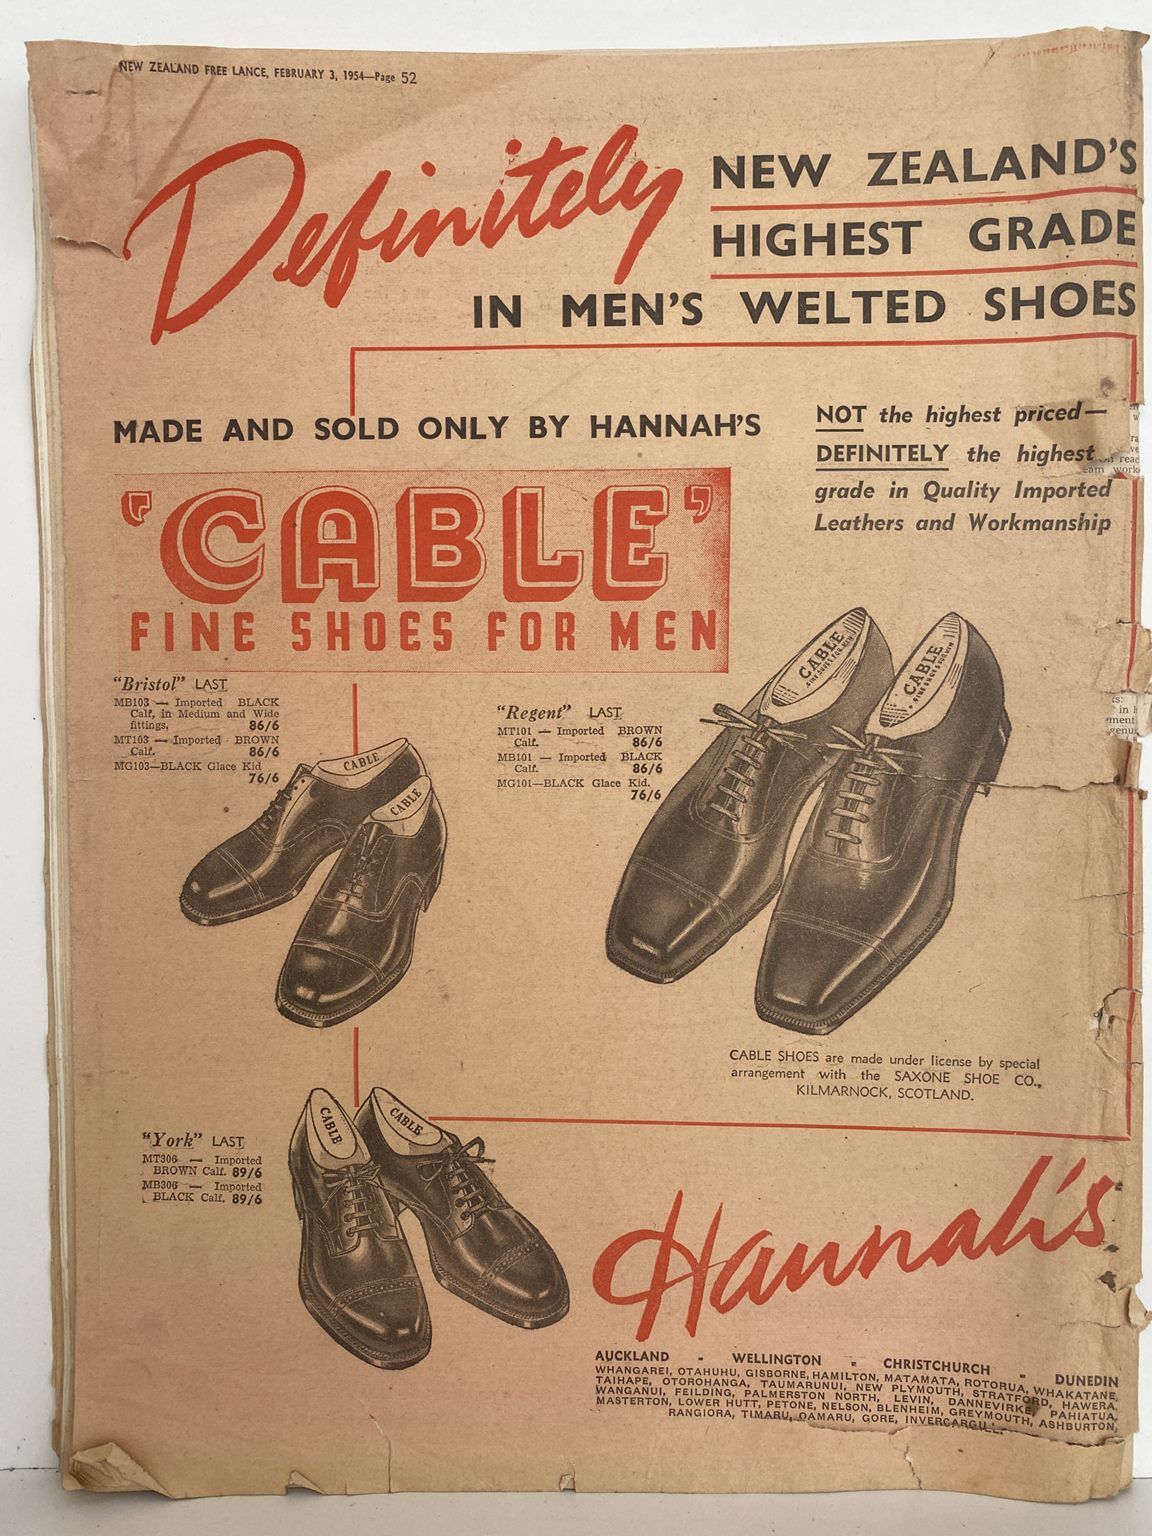 NEW ZEALAND FREE LANCE, FEBRUARY 3, 1954—Page 52
Definitely
NEW ZEALAND'S
HIGHEST GRADE
IN MEN'S WELTED SHOES
MADE AND SOLD ONLY BY HANNAH'S
NOT the highest priced—
DEFINITELY the highest
grade in Quality Imported
Leathers and Workmanship
'CABLE'
FINE SHOES FOR MEN
"Bristol" LAST
MB103 — Imported BLACK
Calf, in Medium and Wide
fittings. 86/6
MT103 — Imported BROWN
Calf. 86/6
MG103—BLACK Glace Kid
76/6
"Regent" LAST
MT101 — Imported BROWN
Calf. 86/6
MB101 — Imported BLACK
Calf. 86/6
MG101—BLACK Glace Kid.
76/6
CABLE
FINE SHOES FOR MEN
CABLE
FINE SHOES FOR MEN
CABLE
CABLE
CABLE SHOES are made under license by special
arrangement with the SAXONE SHOE CO.,
KILMARNOCK, SCOTLAND.
"York" LAST
MT306 — Imported
BROWN Calf. 89/6
MB306 — Imported
BLACK Calf. 89/6
CABLE
CABLE
Hannah's
AUCKLAND - WELLINGTON - CHRISTCHURCH - DUNEDIN
WHANGAREI, OTAHUHU, GISBORNE, HAMILTON, MATAMATA, ROTORUA, WHAKATANE,
TAIHAPE, OTOROHANGA, TAUMARUNUI, NEW PLYMOUTH, STRATFORD, HAWERA,
WANGANUI, FEILDING, PALMERSTON NORTH, LEVIN, DANNEVIRKE, PAHIATUA,
MASTERTON, LOWER HUTT, PETONE, NELSON, BLENHEIM, GREYMOUTH, ASHBURTON,
RANGIORA, TIMARU, OAMARU, GORE, INVERCARGILL.